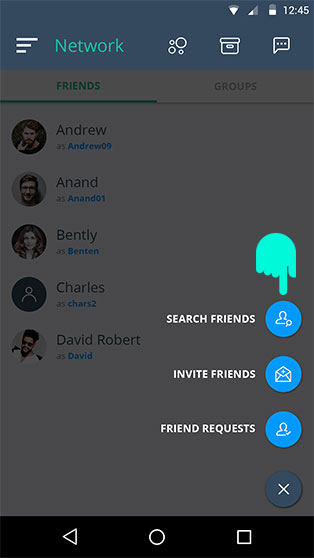 12:45
Network
FRIENDS GROUPS
Andrew
as Andrew09
Anand
as Anand01
Bently
as Benten
Charles
as chars2
David Robert
as David
SEARCH FRIENDS
INVITE FRIENDS
FRIEND REQUESTS